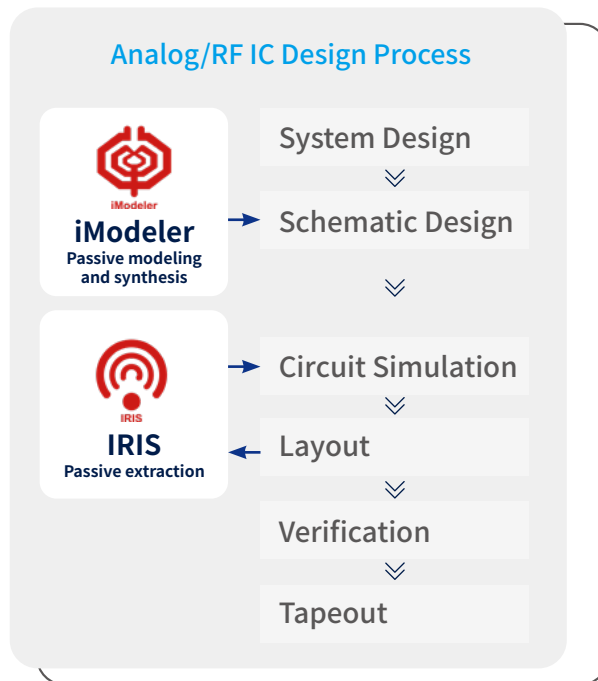 Analog/RF IC Design Process
iModeler
iModeler
Passive modeling
and synthesis
System Design
Schematic Design
IRIS
IRIS
Passive extraction
Circuit Simulation
Layout
Verification
Tapeout